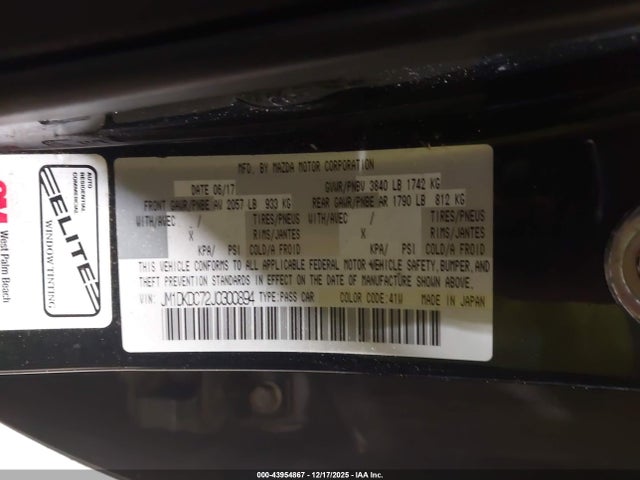 MFD. BY MAZDA MOTOR CORPORATION
DATE 06/17 GVWR/PNBV 3840 LB 1742 KG
FRONT GAWR/PNBE AV 2057 LB 933 KG REAR GAWR/PNBE AR 1790 LB 812 KG
WITH/AVEC / TIRES/PNEUS WITH/AVEC / TIRES/PNEUS
X RIMS/JANTES X RIMS/JANTES
KPA/ PSI COLD/A FROID KPA/ PSI COLD/A FROID
THIS VEHICLE CONFORMS TO ALL APPLICABLE FEDERAL MOTOR VEHICLE SAFETY, BUMPER, AND
THEFT PREVENTION STANDARDS IN EFFECT ON THE DATE OF MANUFACTURE SHOWN ABOVE.
VIN: JM1DKDC72J0300894 TYPE:PASS CAR COLOR CODE:41W MADE IN JAPAN
3M
West Palm Beach
AUTO
RESIDENTIAL
COMMERCIAL
ELITE
WINDOW TINTING
000-43954867 - 12/17/2025 - IAA Inc.